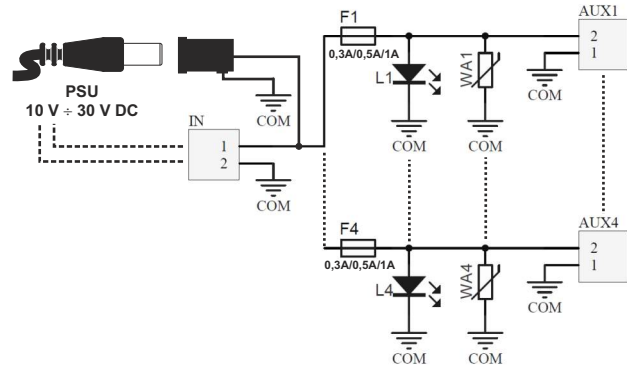 F1
AUX1
2
1
0,3A/0,5A/1A
L1
WA1
COM
PSU
10 V ÷ 30 V DC
COM
COM
COM
IN
1
2
COM
F4
AUX4
2
1
0,3A/0,5A/1A
L4
WA4
COM
COM
COM